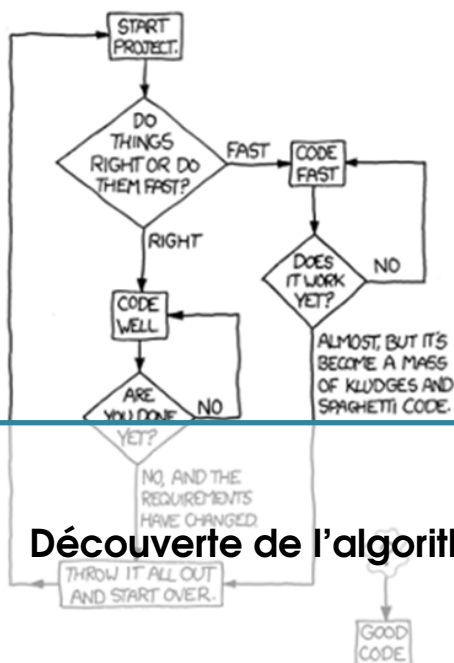 START
PROJECT.
DO
THINGS
RIGHT OR DO
THEM FAST?
FAST
CODE
FAST
RIGHT
DOES
IT WORK
YET?
NO
CODE
WELL
ALMOST, BUT IT'S
BECOME A MASS
OF KLUDGES AND
SPAGHETTI CODE.
ARE
YOU DONE
YET?
NO
NO, AND THE
REQUIREMENTS
HAVE CHANGED.
Découverte de l'algorit
THROW IT ALL OUT
AND START OVER.
GOOD
CODE